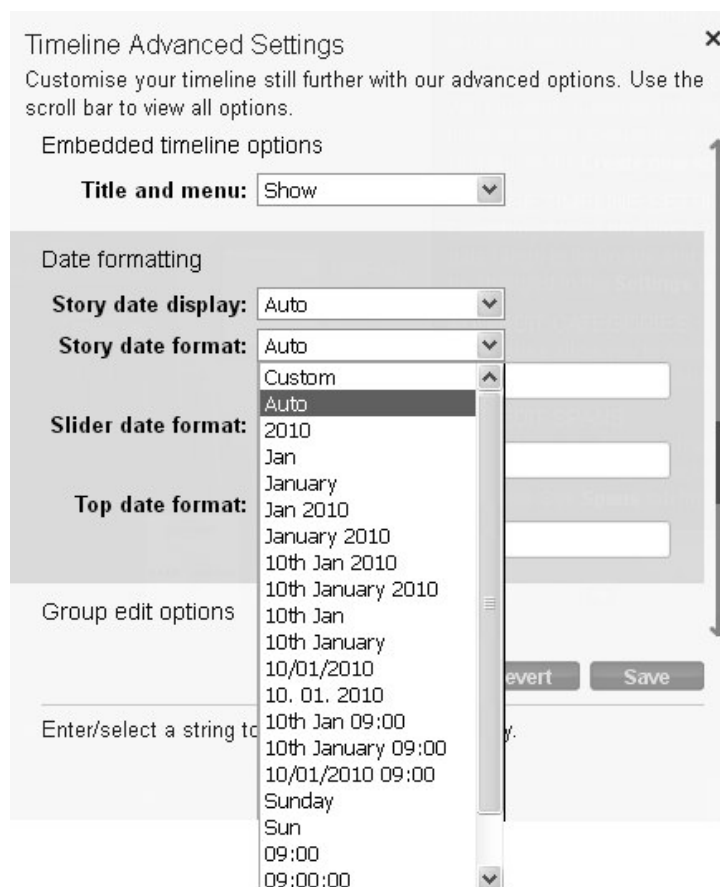 Timeline Advanced Settings
Customise your timeline still further with our advanced options. Use the
scroll bar to view all options.
Embedded timeline options
Title and menu: Show
Date formatting
Story date display: Auto
Story date format: Auto
Custom
Auto
Slider date format:
2010
Jan
January
Top date format:
Jan 2010
January 2010
10th Jan 2010
10th January 2010
Group edit options
10th Jan
10th January
10/01/2010
evert Save
10. 01. 2010
Enter/select a string to
10th Jan 09:00
y.
10th January 09:00
10/01/2010 09:00
Sunday
Sun
09:00
09:00:00